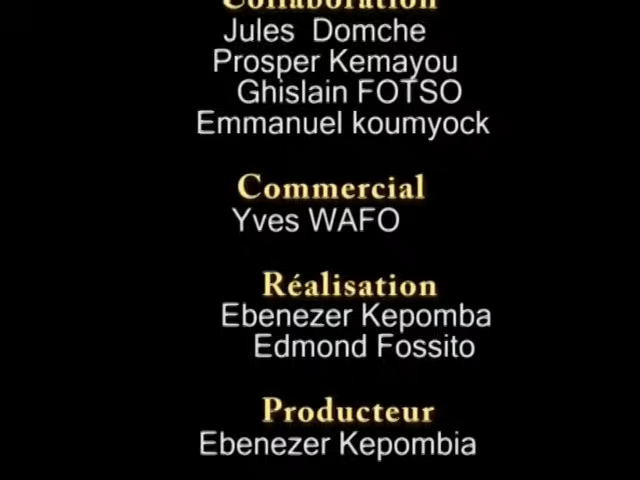 Collaboration
Jules Domche
Prosper Kemayou
Ghislain FOTSO
Emmanuel koumyock
Commercial
Yves WAFO
Réalisation
Ebenezer Kepomba
Edmond Fossito
Producteur
Ebenezer Kepombia